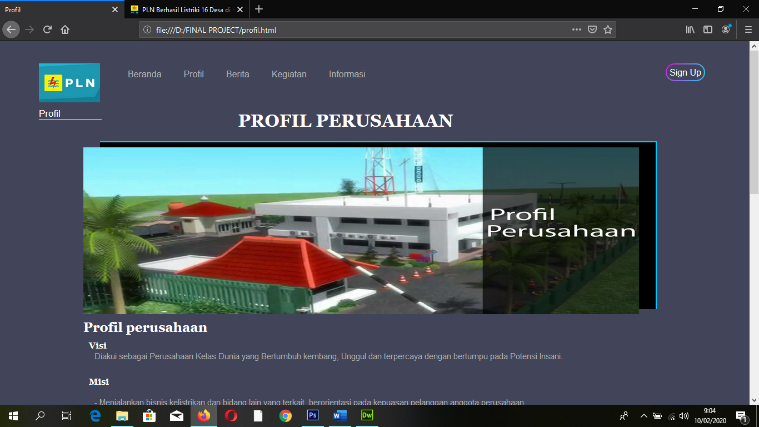 Profil
PLN Berhasil Listriki 16 Desa di
file:///D:/FINAL PROJECT/profil.html
PLN
Beranda Profil Berita Kegiatan Informasi
Sign Up
Profil
PROFIL PERUSAHAAN
Profil
Perusahaan
Profil perusahaan
Visi
Diakui sebagai Perusahaan Kelas Dunia yang Bertumbuh kembang, Unggul dan terpercaya dengan bertumpu pada Potensi Insani
Misi
- Menjalankan bisnis kelistrikan dan bidang lain yang terkait, berorientasi pada kepuasan pelanggan anggota perusahaan
Ps
W
Dw
9:04
10/02/2020
1